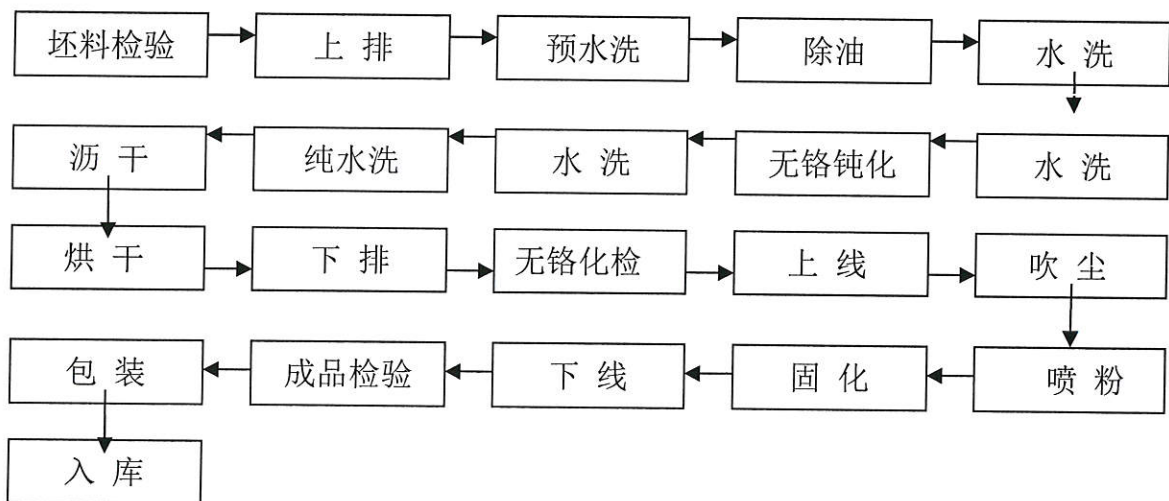 坯料检验 上 排 预水洗 除油 水 洗
沥 干 纯水洗 水 洗 无铬钝化 水 洗
烘 干 下 排 无铬化检 上 线 吹 尘
包 装 成品检验 下 线 固 化 喷 粉
入 库